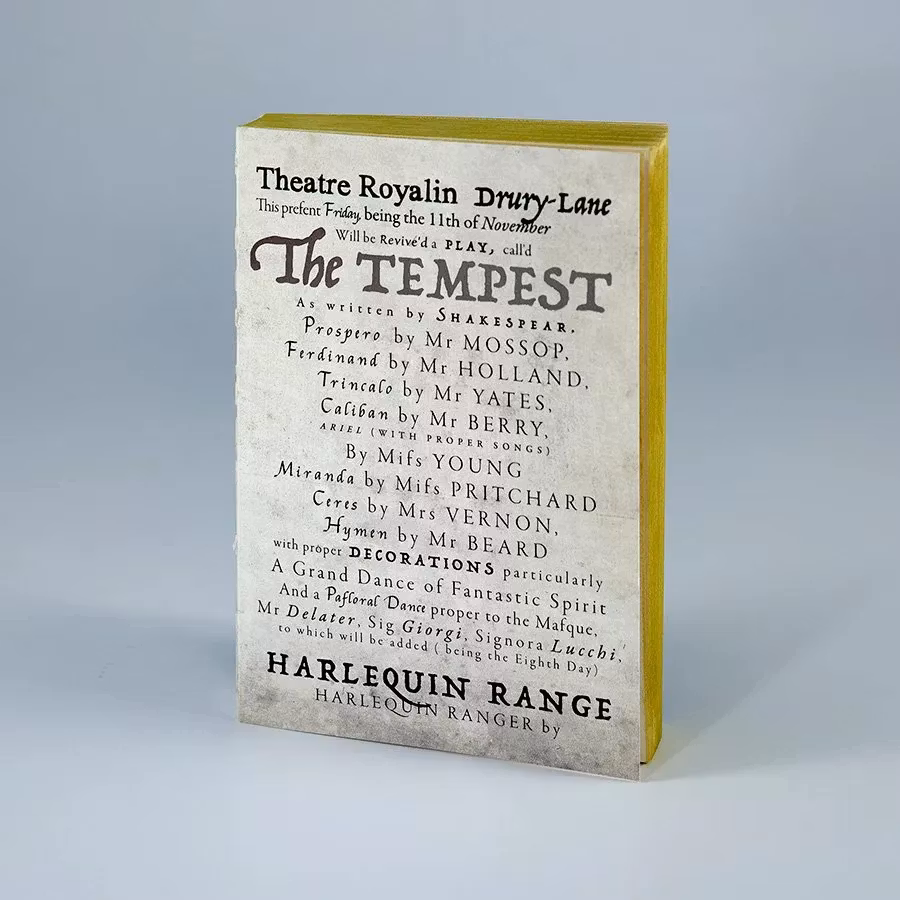 Theatre Royalin Drury-Lane
This prefent Friday, being the 11th of November
Will be Revive'd a PLAY, call'd
The TEMPEST
As written by SHAKESPEAR,
Prospero by Mr MOSSOP,
Ferdinand by Mr HOLLAND,
Trincalo by Mr YATES,
Caliban by Mr BERRY,
ARIEL (WITH PROPER SONGS)
By Mifs YOUNG
Miranda by Mifs PRITCHARD
Ceres by Mrs VERNON,
Hymen by Mr BEARD
with proper DECORATIONS particularly
A Grand Dance of Fantastic Spirit
And a Pafloral Dance proper to the Mafque,
Mr Delater, Sig Giorgi, Signora Lucchi,
to which will be added ( being the Eighth Day)
HARLEQUIN RANGE
HARLEQUIN RANGER by